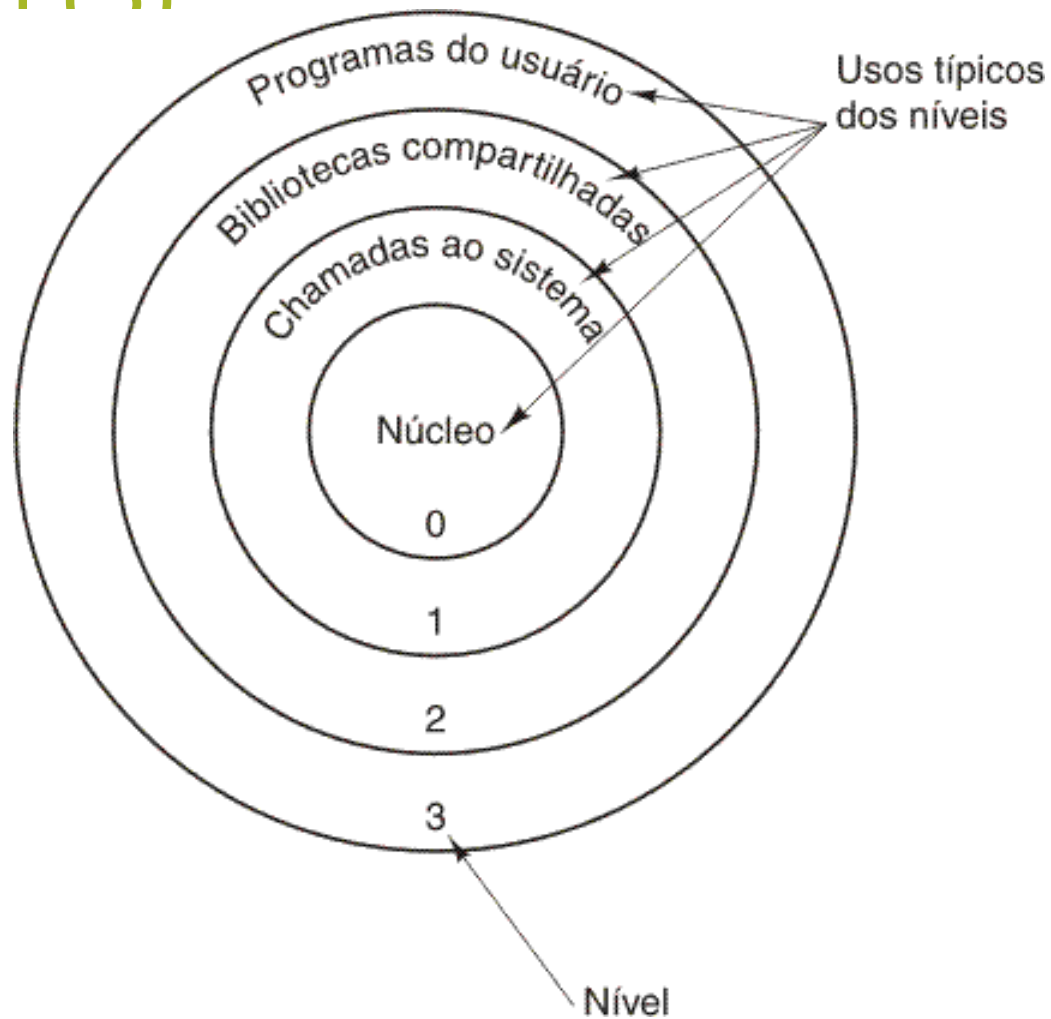 Programas do usuário
Usos típicos
dos níveis
Bibliotecas compartilhadas
Chamadas ao sistema
Núcleo
0
1
2
3
Nível